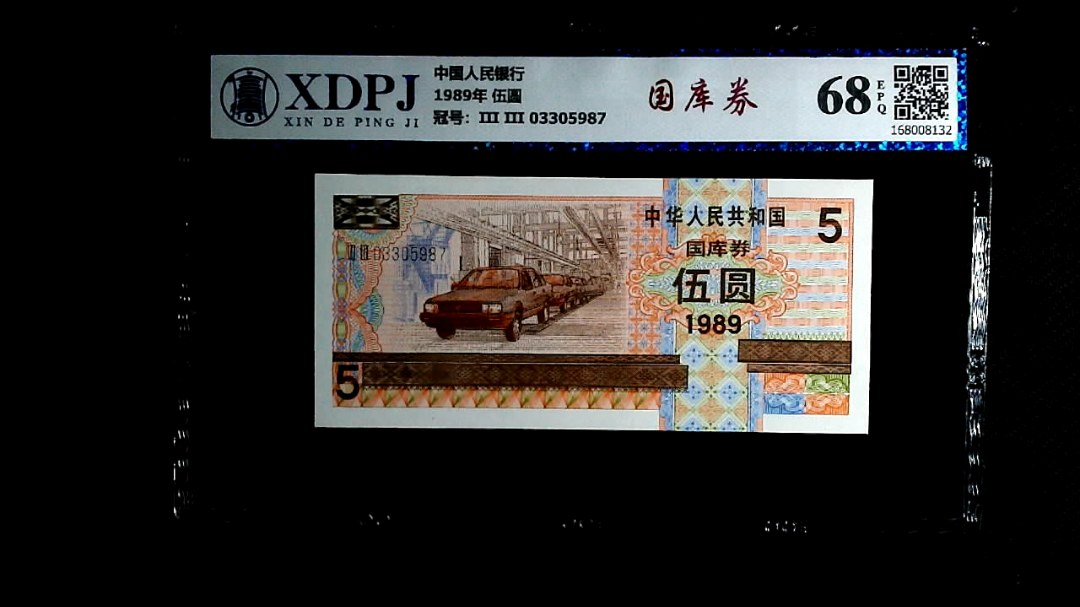 XDPJ
XIN DE PING JI
中国人民银行
1989年 伍圆
冠号：III III 03305987
国库券
68
EPQ
168008132
中华人民共和国
5
国库券
伍圆
1989
III III 03305987
5